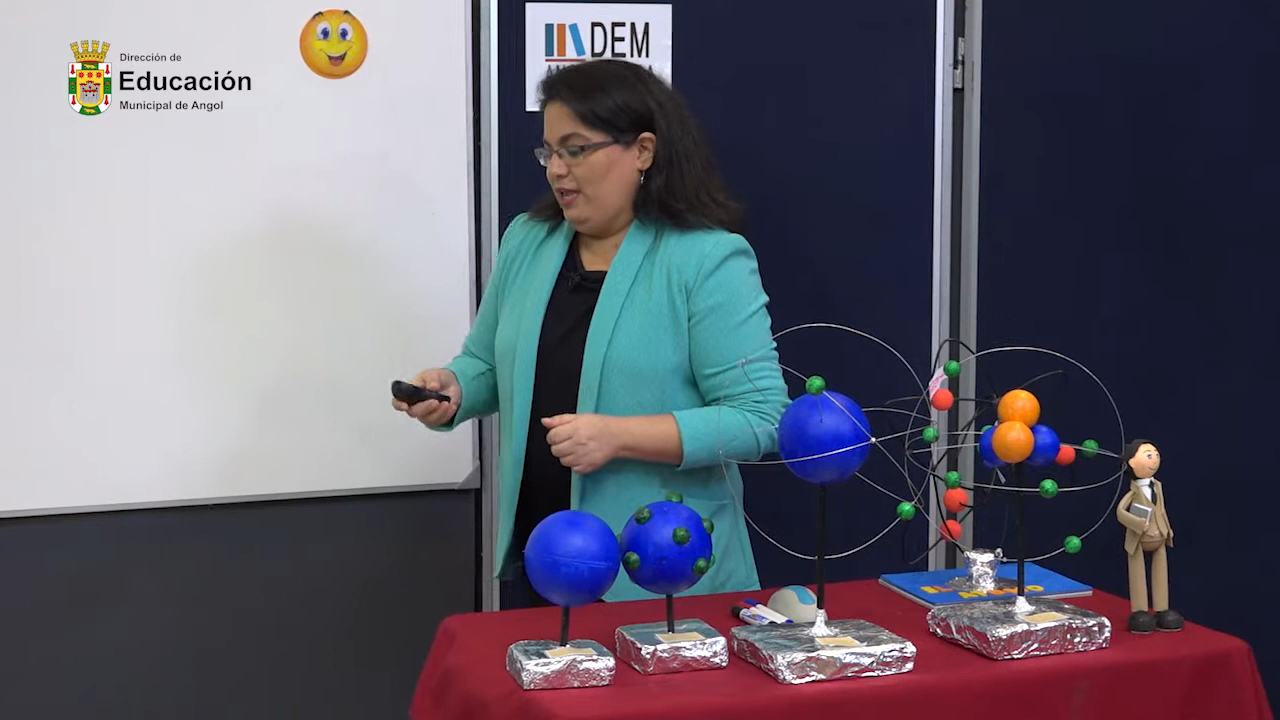 Dirección de
Educación
Municipal de Angol
DEM